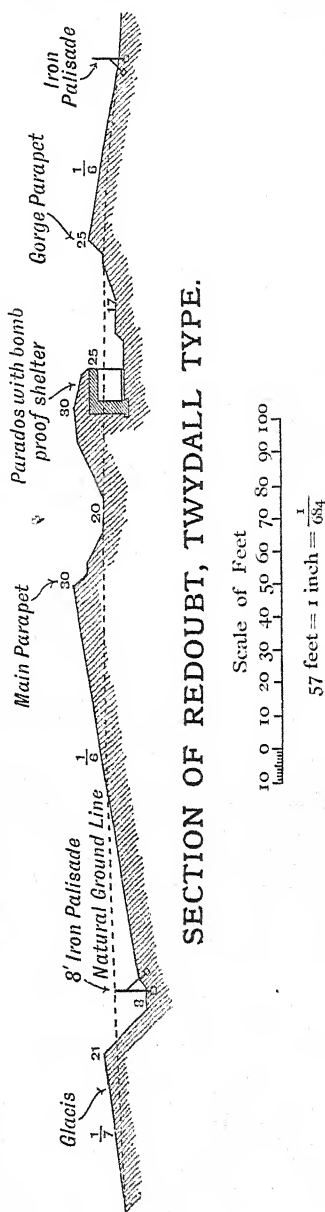 Glacis
1/7
21
8' Iron Palisade
Natural Ground Line
8
1/6
Main Parapet
30
20
Parados with bomb
proof shelter
30
25
17
Gorge Parapet
25
1/6
Iron
Palisade
SECTION OF REDOUBT, TWYDALL TYPE.
Scale of Feet
10 0 10 20 30 40 50 60 70 80 90 100
57 feet = 1 inch = 1/684